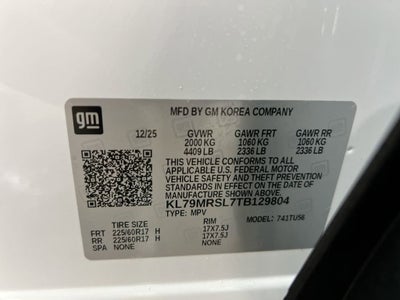 gm
MFD BY GM KOREA COMPANY
12/25 GVWR GAWR FRT GAWR RR
2000 KG 1060 KG 1060 KG
4409 LB 2336 LB 2336 LB
THIS VEHICLE CONFORMS TO ALL
APPLICABLE U.S. FEDERAL MOTOR
VEHICLE SAFETY AND THEFT
PREVENTION STANDARDS IN EFFECT
ON THE DATE OF
MANUFACTURE SHOWN ABOVE
KL79MRSL7TB129804
TYPE: MPV MODEL: 741TU56
TIRE SIZE RIM
FRT 225/60R17 H 17X7.5J
RR 225/60R17 H 17X7.5J
SPA NONE NONE